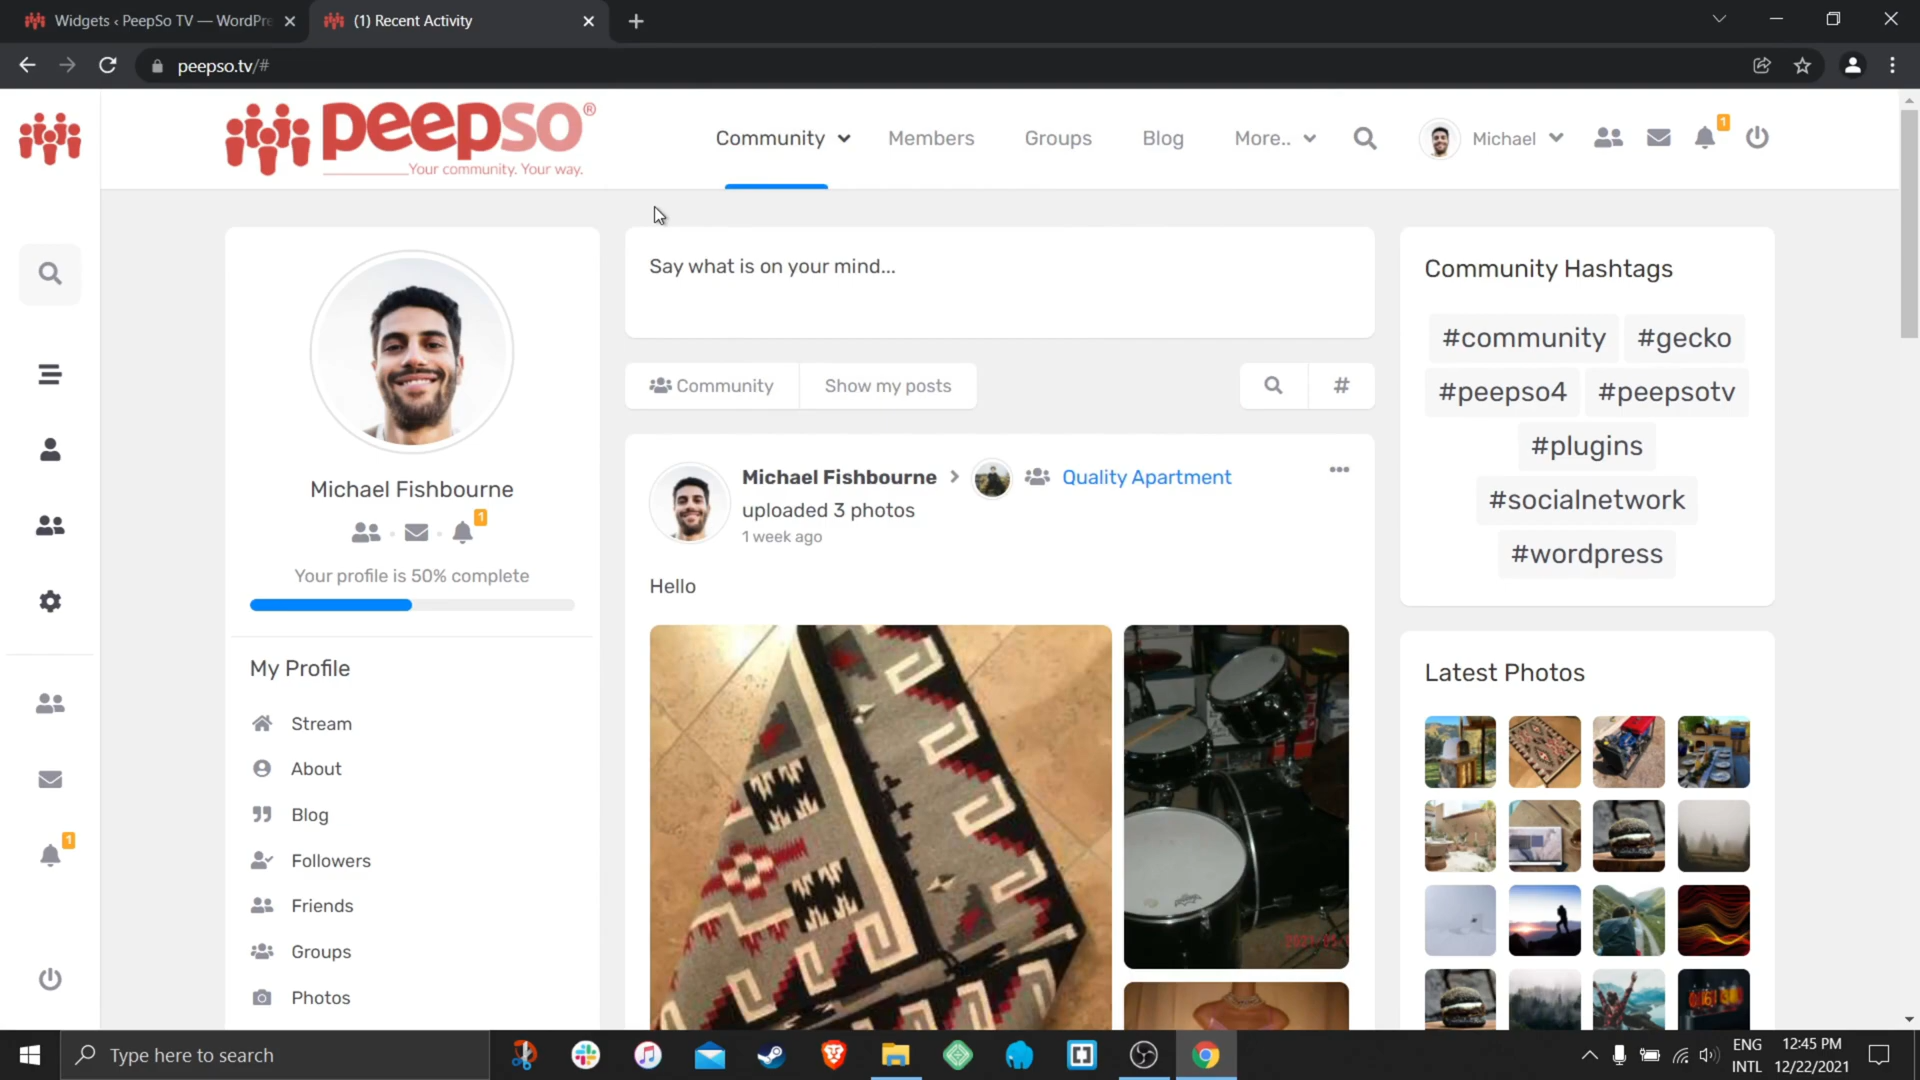 Widgets ‹ PeepSo TV — WordPre
(1) Recent Activity
peepso.tv/#
peepso®
Your community. Your way.
Community
Members
Groups
Blog
More..
Michael
1
Say what is on your mind...
Community
Show my posts
#
Michael Fishbourne
1
Your profile is 50% complete
My Profile
Stream
About
Blog
Followers
Friends
Groups
Photos
1
Michael Fishbourne > Quality Apartment
uploaded 3 photos
1 week ago
Hello
Community Hashtags
#community #gecko
#peepso4 #peepsotv
#plugins
#socialnetwork
#wordpress
Latest Photos
Type here to search
ENG
INTL
12:45 PM
12/22/2021